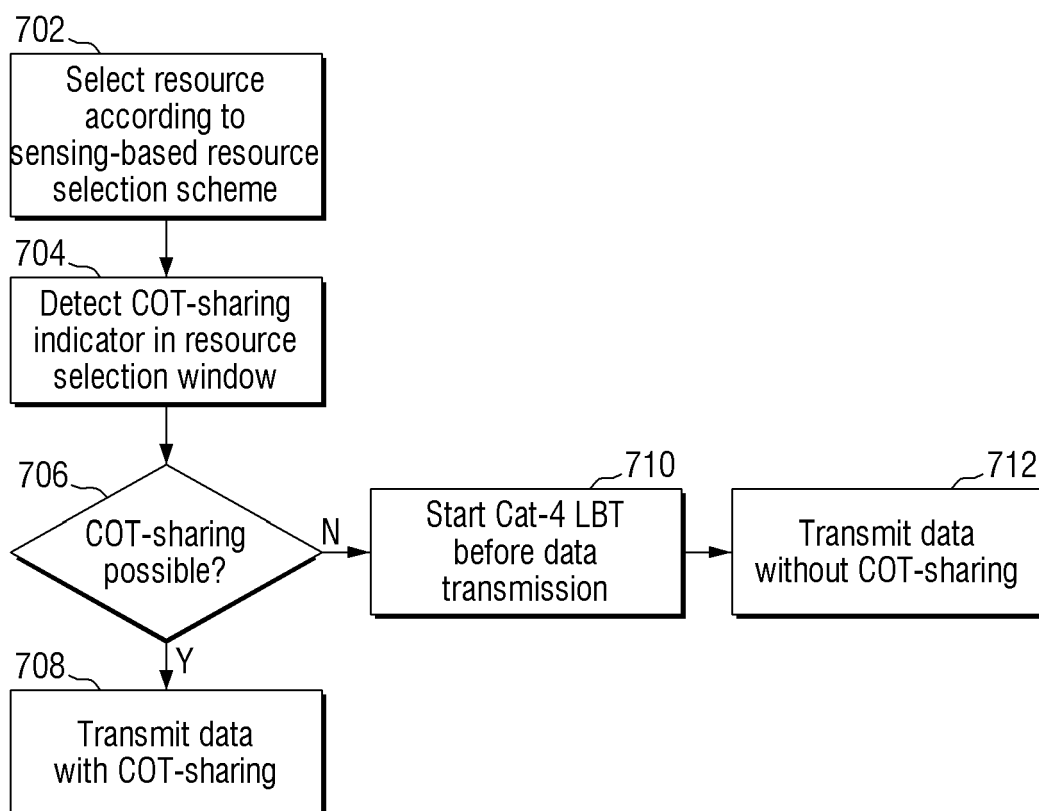 702
Select resource
according to
sensing-based resource
selection scheme
704
Detect COT-sharing
indicator in resource
selection window
706
COT-sharing
possible?
N
710
Start Cat-4 LBT
before data
transmission
712
Transmit data
without COT-sharing
Y
708
Transmit data
with COT-sharing